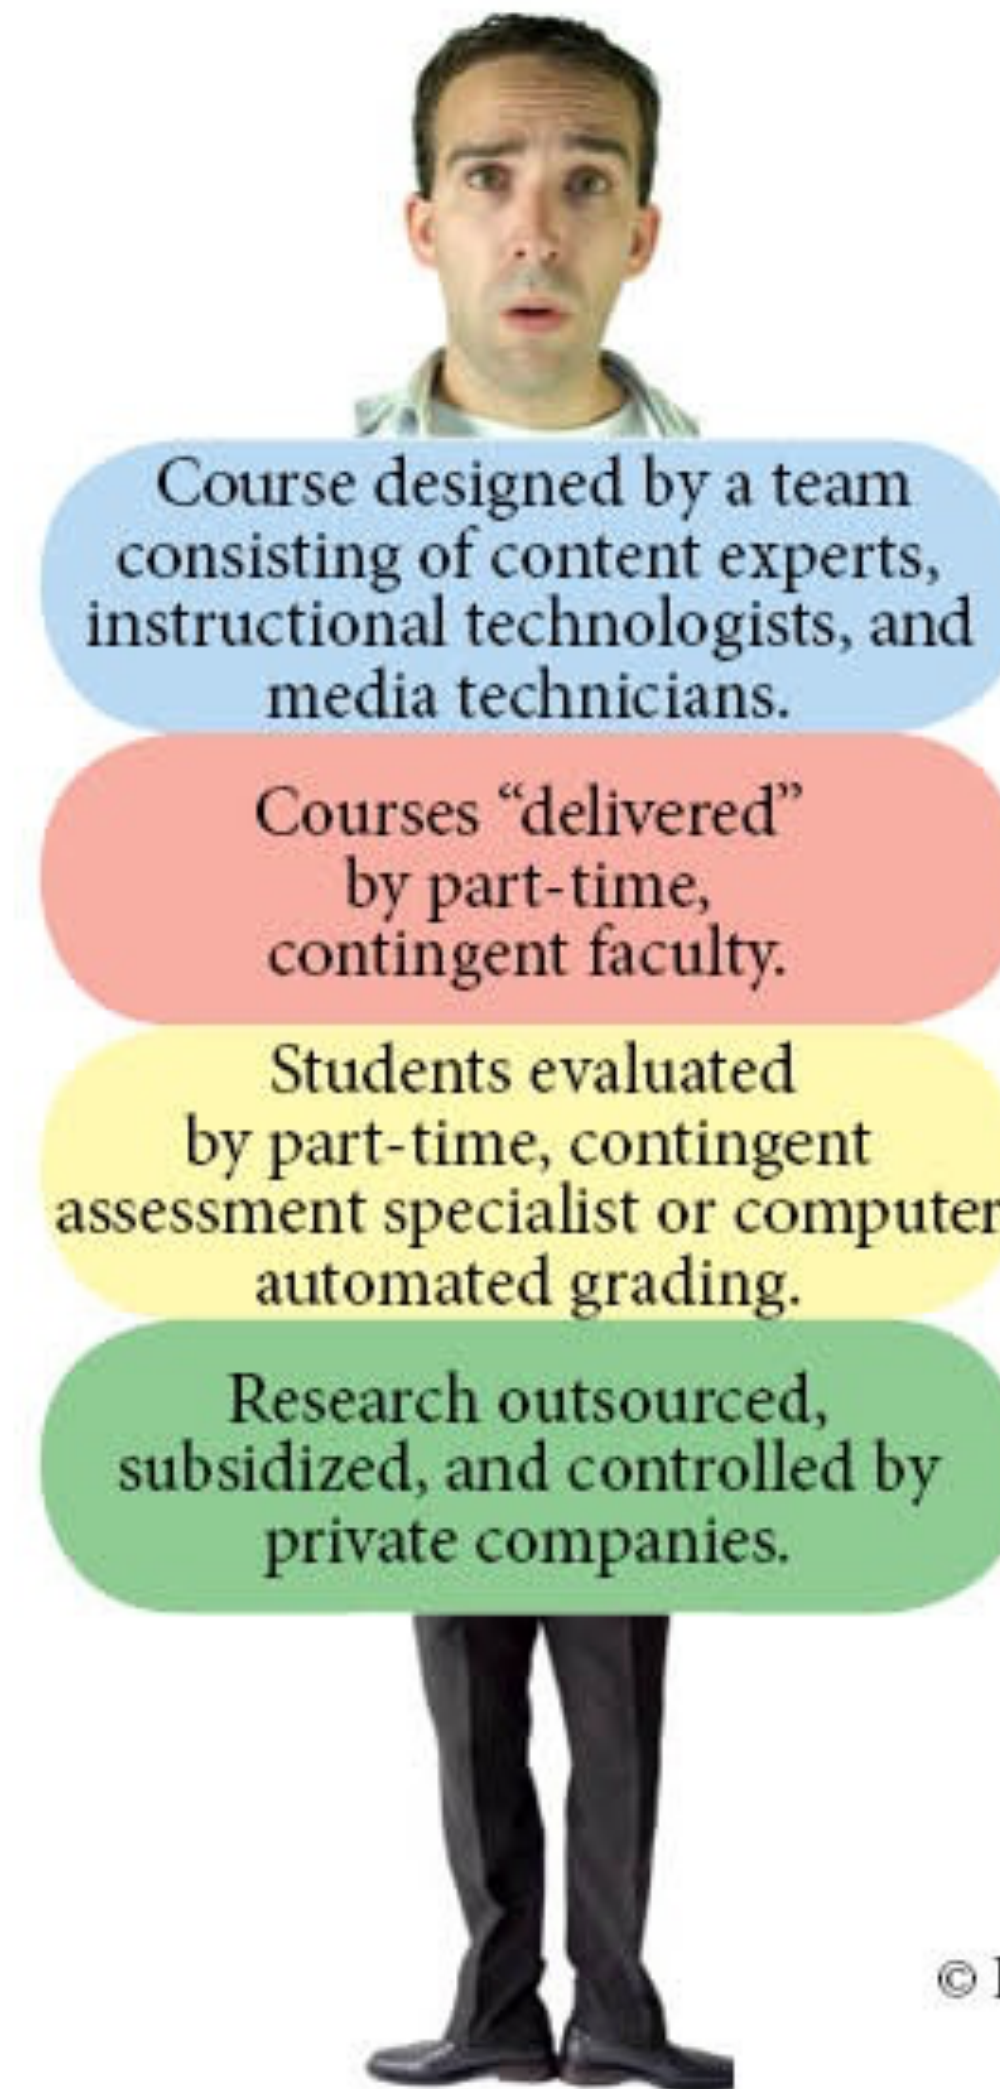 Course designed by a team
consisting of content experts,
instructional technologists, and
media technicians.
Courses “delivered”
by part-time,
contingent faculty.
Students evaluated
by part-time, contingent
assessment specialist or computer
automated grading.
Research outsourced,
subsidized, and controlled by
private companies.
©